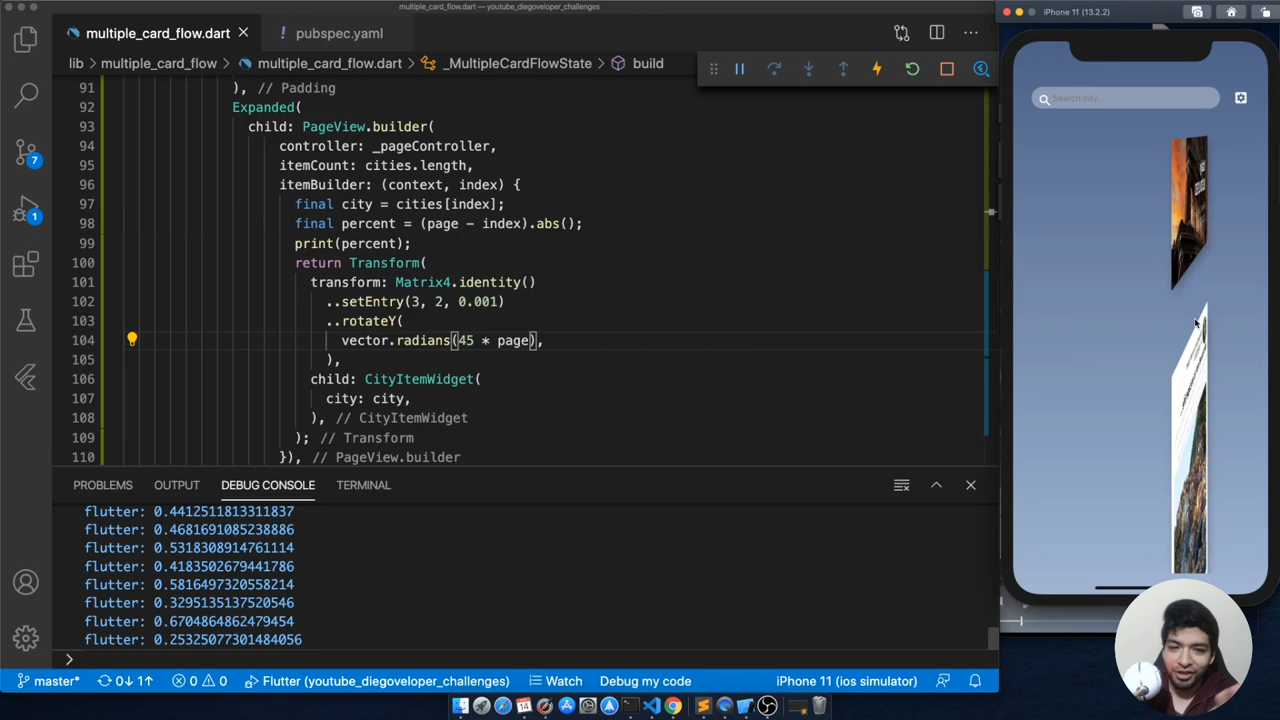 multiple_card_flow.dart — youtube_diegoveloper_challenges
iPhone 11 (13.2.2)
multiple_card_flow.dart
pubspec.yaml
lib
multiple_card_flow
multiple_card_flow.dart
_MultipleCardFlowState
build
91 ), // Padding
92 Expanded(
93 child: PageView.builder(
94 controller: _pageController,
95 itemCount: cities.length,
96 itemBuilder: (context, index) {
97 final city = cities[index];
98 final percent = (page - index).abs();
99 print(percent);
100 return Transform(
101 transform: Matrix4.identity()
102 ..setEntry(3, 2, 0.001)
103 ..rotateY(
104 vector.radians(45 * page),
105 ),
106 child: CityItemWidget(
107 city: city,
108 ), // CityItemWidget
109 ); // Transform
110 }), // PageView.builder
Search city...
7
1
PROBLEMS OUTPUT DEBUG CONSOLE TERMINAL
flutter: 0.4412511813311837
flutter: 0.4681691085238886
flutter: 0.5318308914761114
flutter: 0.4183502679441786
flutter: 0.5816497320558214
flutter: 0.3295135137520546
flutter: 0.6704864862479454
flutter: 0.25325077301484056
master* 0↓ 1↑ 0 0 Flutter (youtube_diegoveloper_challenges) Watch Debug my code iPhone 11 (ios simulator)